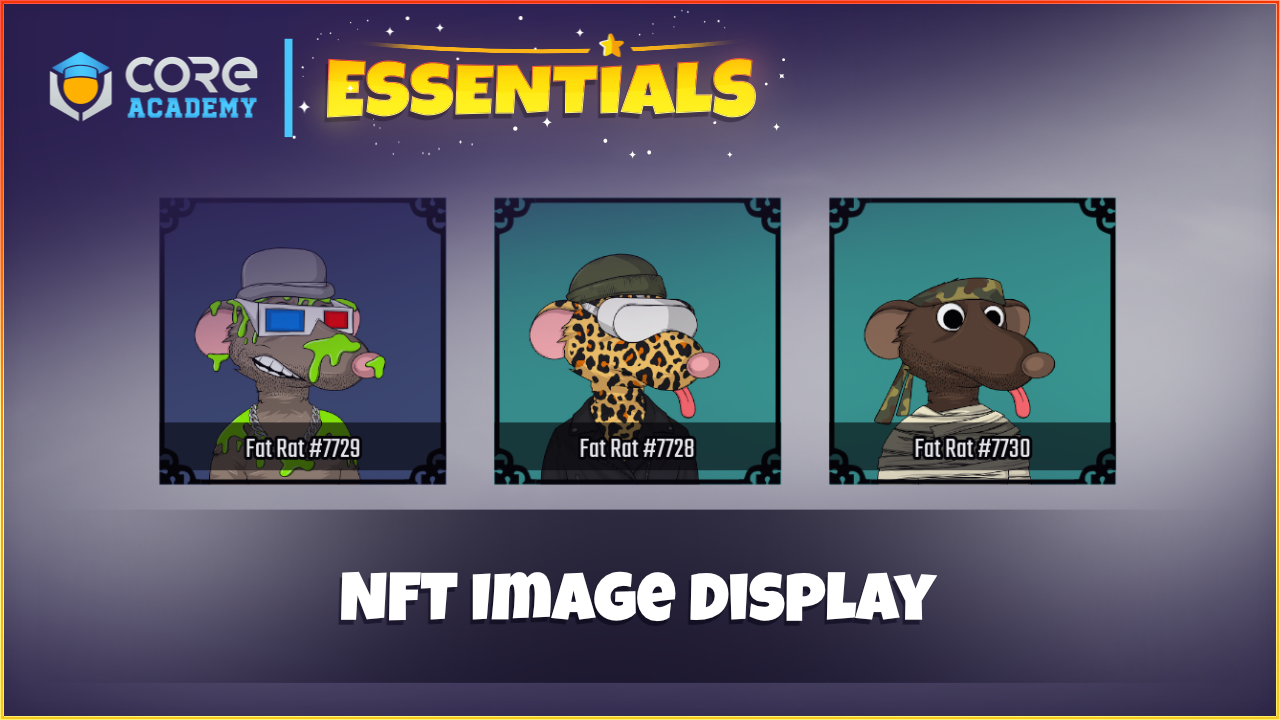 CORE
ACADEMY
ESSENTIALS
Fat Rat #7729
Fat Rat #7728
Fat Rat #7730
NFT IMAGE DISPLAY